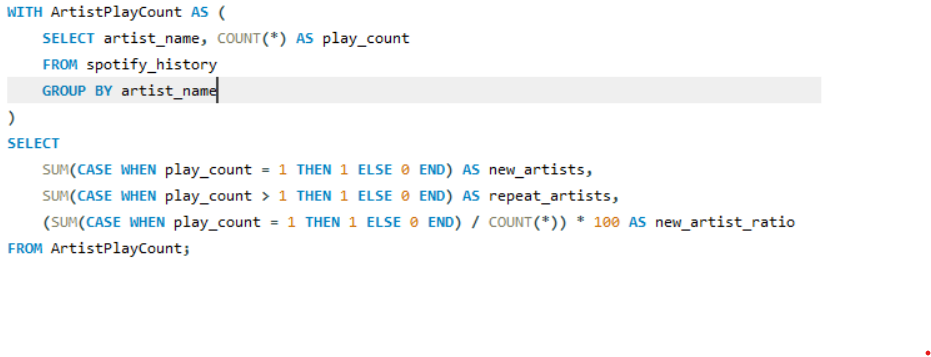 WITH ArtistPlayCount AS (
    SELECT artist_name, COUNT(*) AS play_count
    FROM spotify_history
    GROUP BY artist_name
)
SELECT
    SUM(CASE WHEN play_count = 1 THEN 1 ELSE 0 END) AS new_artists,
    SUM(CASE WHEN play_count > 1 THEN 1 ELSE 0 END) AS repeat_artists,
    (SUM(CASE WHEN play_count = 1 THEN 1 ELSE 0 END) / COUNT(*)) * 100 AS new_artist_ratio
FROM ArtistPlayCount;